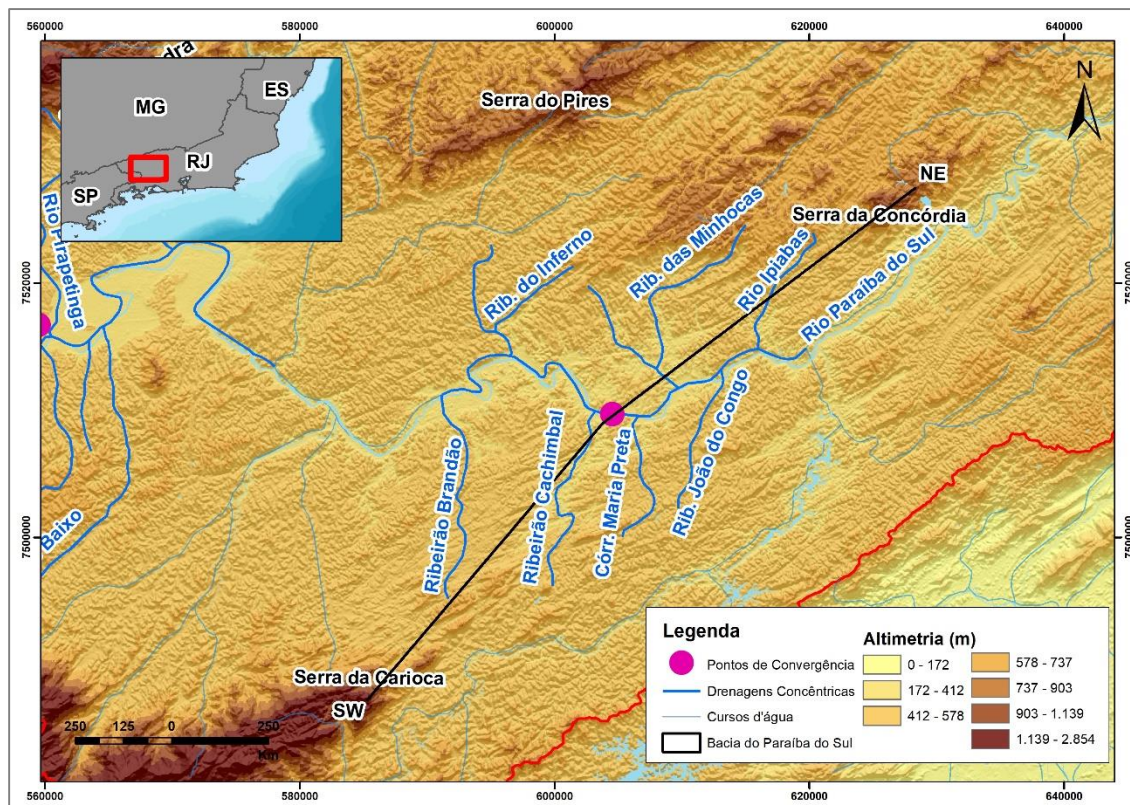 560000
580000
600000
620000
640000
dra
MG
ES
RJ
SP
Serra do Pires
N
NE
Serra da Concórdia
Rio Pirapetinga
Rib. do Inferno
Rib. das Minhocas
Rio Ipiabas
Rio Paraíba do Sul
7520000
7520000
Ribeirão Brandão
Ribeirão Cachimbal
Córr. Maria Preta
Rib. João do Congo
Baixo
7500000
7500000
Serra da Carioca
SW
250 125 0 250
Km
Legenda
Pontos de Convergência
Drenagens Concêntricas
Cursos d'água
Bacia do Paraíba do Sul
Altimetria (m)
0 - 172
172 - 412
412 - 578
578 - 737
737 - 903
903 - 1.139
1.139 - 2.854
560000
580000
600000
620000
640000